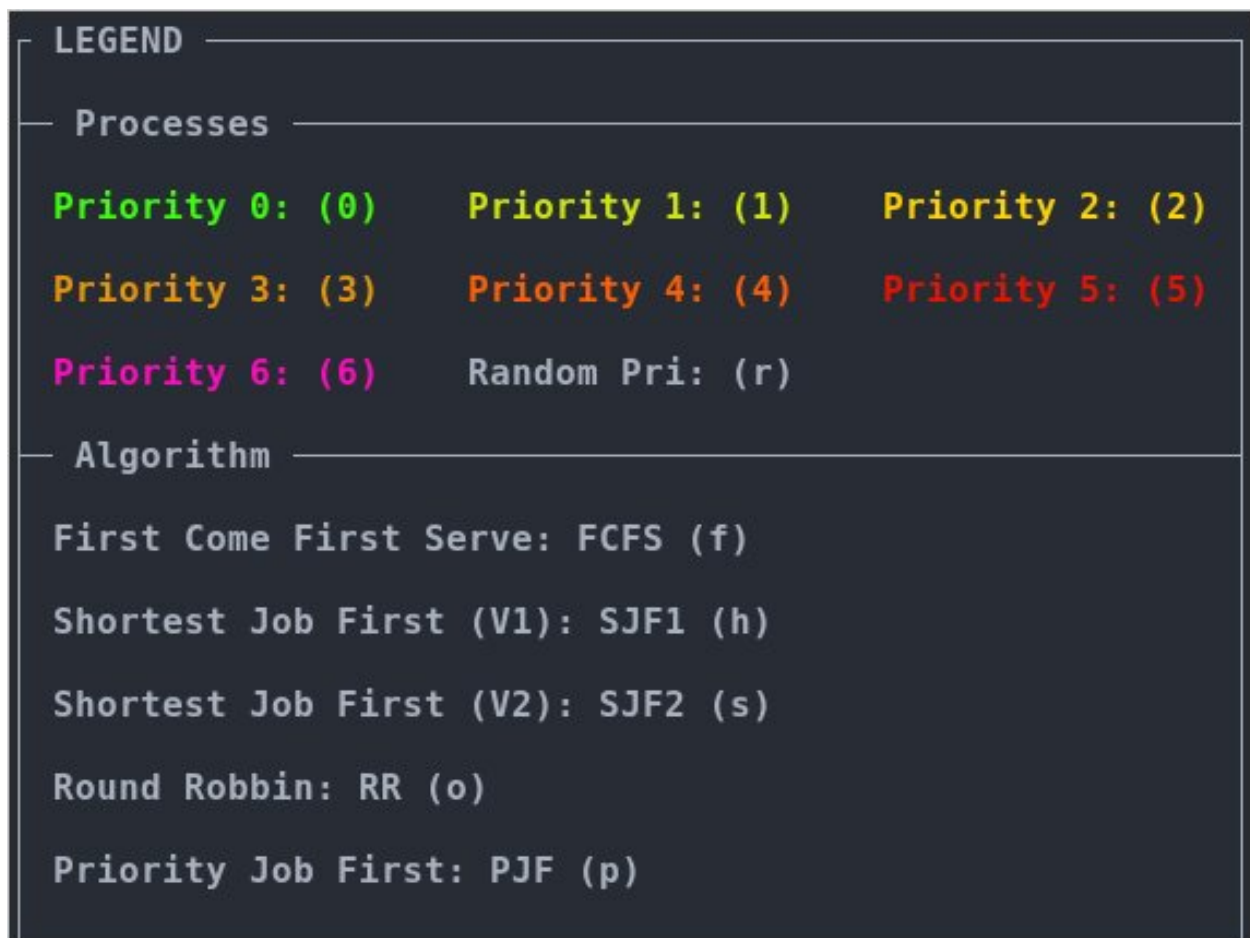 LEGEND
Processes
Priority 0: (0) Priority 1: (1) Priority 2: (2)
Priority 3: (3) Priority 4: (4) Priority 5: (5)
Priority 6: (6) Random Pri: (r)
Algorithm
First Come First Serve: FCFS (f)
Shortest Job First (V1): SJF1 (h)
Shortest Job First (V2): SJF2 (s)
Round Robbin: RR (o)
Priority Job First: PJF (p)